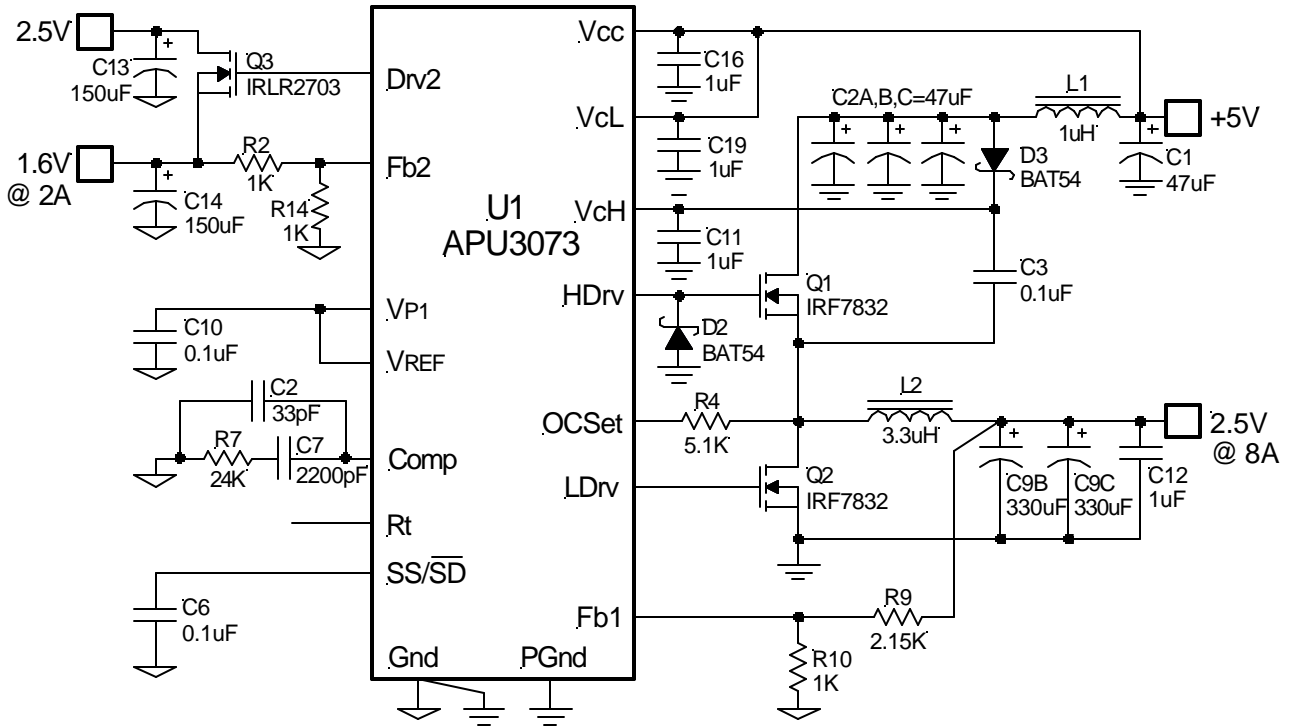 2.5V
C13
+
150uF
Q3
IRLR2703
1.6V
@ 2A
+
C14
150uF
R2
1K
R14
1K
C10
0.1uF
C2
33pF
R7
24K
C7
2200pF
C6
0.1uF
U1
APU3073
Drv2
Fb2
VP1
VREF
Comp
Rt
SS/SD
Gnd
PGnd
Vcc
VcL
VcH
HDrv
OCSet
LDrv
Fb1
C16
1uF
C19
1uF
C11
1uF
C2A,B,C=47uF
+
+
+
L1
1uH
+5V
+
C1
47uF
D3
BAT54
C3
0.1uF
Q1
IRF7832
D2
BAT54
R4
5.1K
L2
3.3uH
2.5V
@ 8A
Q2
IRF7832
+
C9B
330uF
+
C9C
330uF
C12
1uF
R9
2.15K
R10
1K